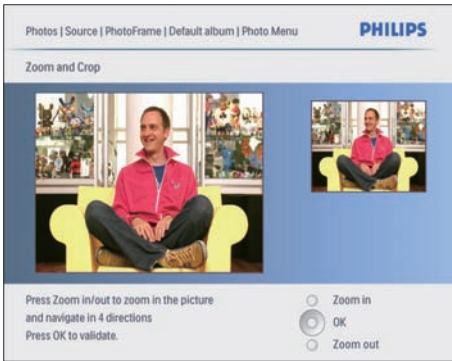 Photos | Source | PhotoFrame | Default album | Photo Menu
PHILIPS
Zoom and Crop
Press Zoom in/out to zoom in the picture
and navigate in 4 directions
Press OK to validate.
Zoom in
OK
Zoom out